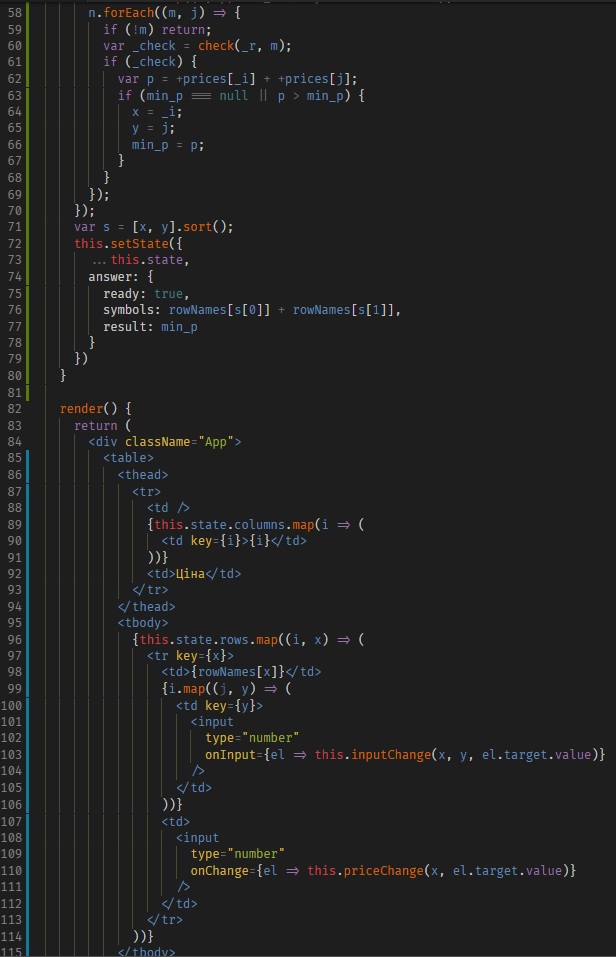 58 n.forEach((m, j) => {
59 if (!m) return;
60 var _check = check(_r, m);
61 if (_check) {
62 var p = +prices[_i] + +prices[j];
63 if (min_p === null || p > min_p) {
64 x = _i;
65 y = j;
66 min_p = p;
67 }
68 }
69 });
70 });
71 var s = [x, y].sort();
72 this.setState({
73 ...this.state,
74 answer: {
75 ready: true,
76 symbols: rowNames[s[0]] + rowNames[s[1]],
77 result: min_p
78 }
79 })
80 }
81
82 render() {
83 return (
84 <div className="App">
85 <table>
86 <thead>
87 <tr>
88 <td />
89 {this.state.columns.map(i => (
90 <td key={i}>{i}</td>
91 ))}
92 <td>Ціна</td>
93 </tr>
94 </thead>
95 <tbody>
96 {this.state.rows.map((i, x) => (
97 <tr key={x}>
98 <td>{rowNames[x]}</td>
99 {i.map((j, y) => (
100 <td key={y}>
101 <input
102 type="number"
103 onInput={el => this.inputChange(x, y, el.target.value)}
104 />
105 </td>
106 ))}
107 <td>
108 <input
109 type="number"
110 onChange={el => this.priceChange(x, el.target.value)}
111 />
112 </td>
113 </tr>
114 ))}
115 </tbody>